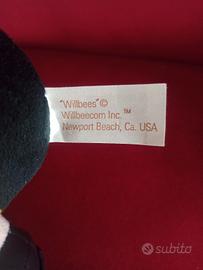 "Willbees"©
Willbeecom Inc.™
Newport Beach, Ca. USA
subito